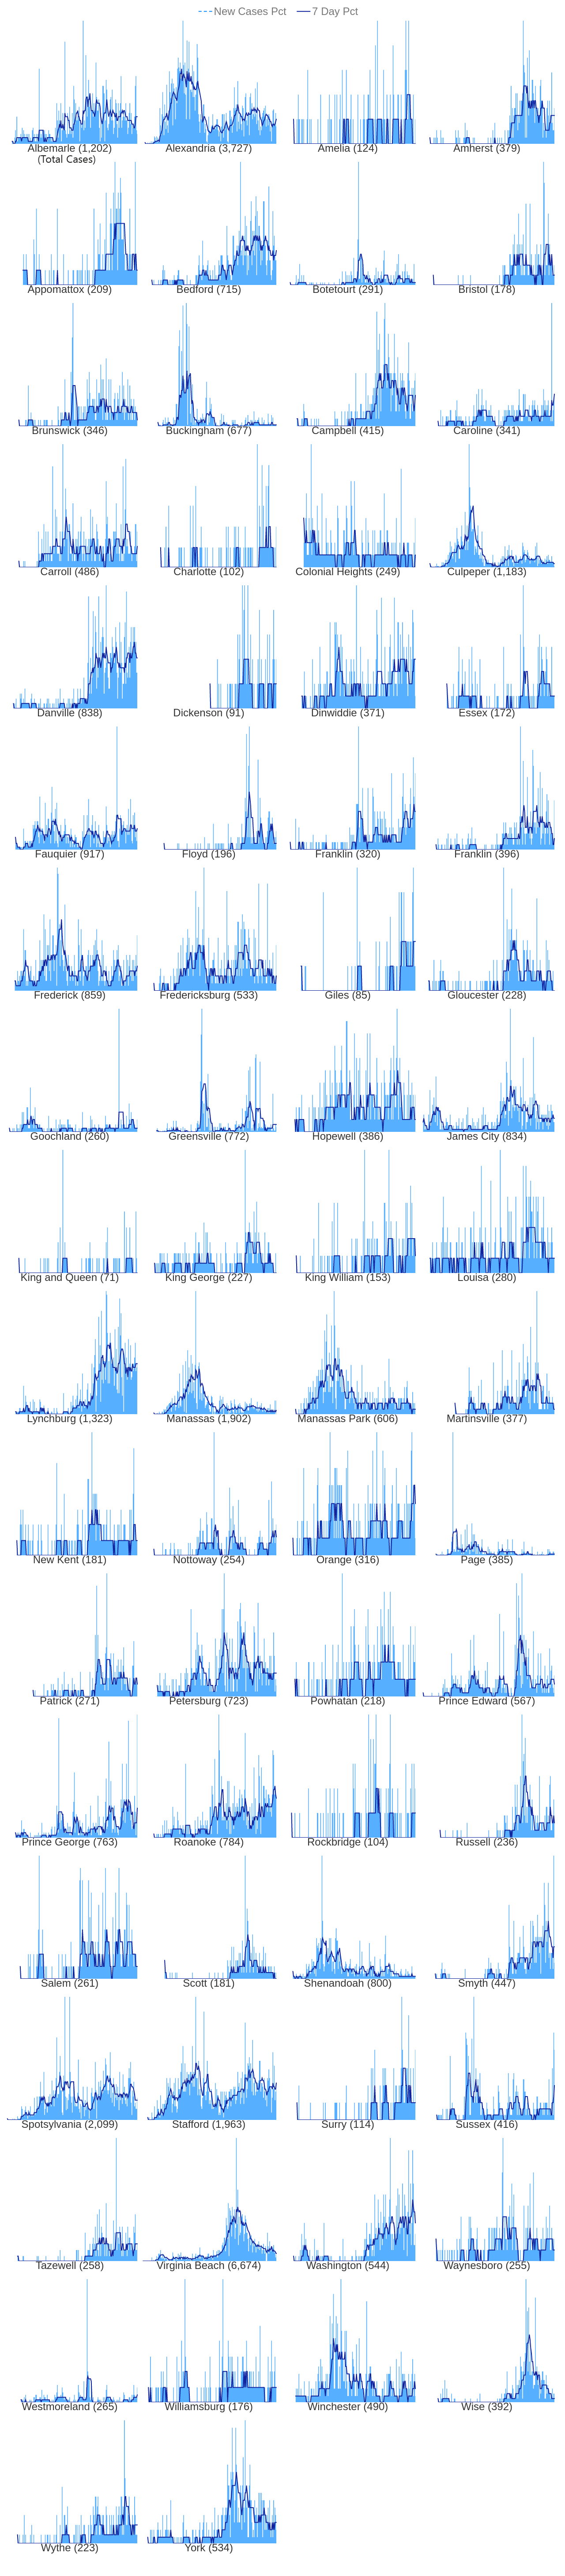 New Cases Pct 7 Day Pct
Albemarle (1,202) Alexandria (3,727) Amelia (124) Amherst (379)
(Total Cases)
Appomattox (209) Bedford (715) Botetourt (291) Bristol (178)
Brunswick (346) Buckingham (677) Campbell (415) Caroline (341)
Carroll (486) Charlotte (102) Colonial Heights (249) Culpeper (1,183)
Danville (838) Dickenson (91) Dinwiddie (371) Essex (172)
Fauquier (917) Floyd (196) Franklin (320) Franklin (396)
Frederick (859) Fredericksburg (533) Giles (85) Gloucester (228)
Goochland (260) Greensville (772) Hopewell (386) James City (834)
King and Queen (71) King George (227) King William (153) Louisa (280)
Lynchburg (1,323) Manassas (1,902) Manassas Park (606) Martinsville (377)
New Kent (181) Nottoway (254) Orange (316) Page (385)
Patrick (271) Petersburg (723) Powhatan (218) Prince Edward (567)
Prince George (763) Roanoke (784) Rockbridge (104) Russell (236)
Salem (261) Scott (181) Shenandoah (800) Smyth (447)
Spotsylvania (2,099) Stafford (1,963) Surry (114) Sussex (416)
Tazewell (258) Virginia Beach (6,674) Washington (544) Waynesboro (255)
Westmoreland (265) Williamsburg (176) Winchester (490) Wise (392)
Wythe (223) York (534)